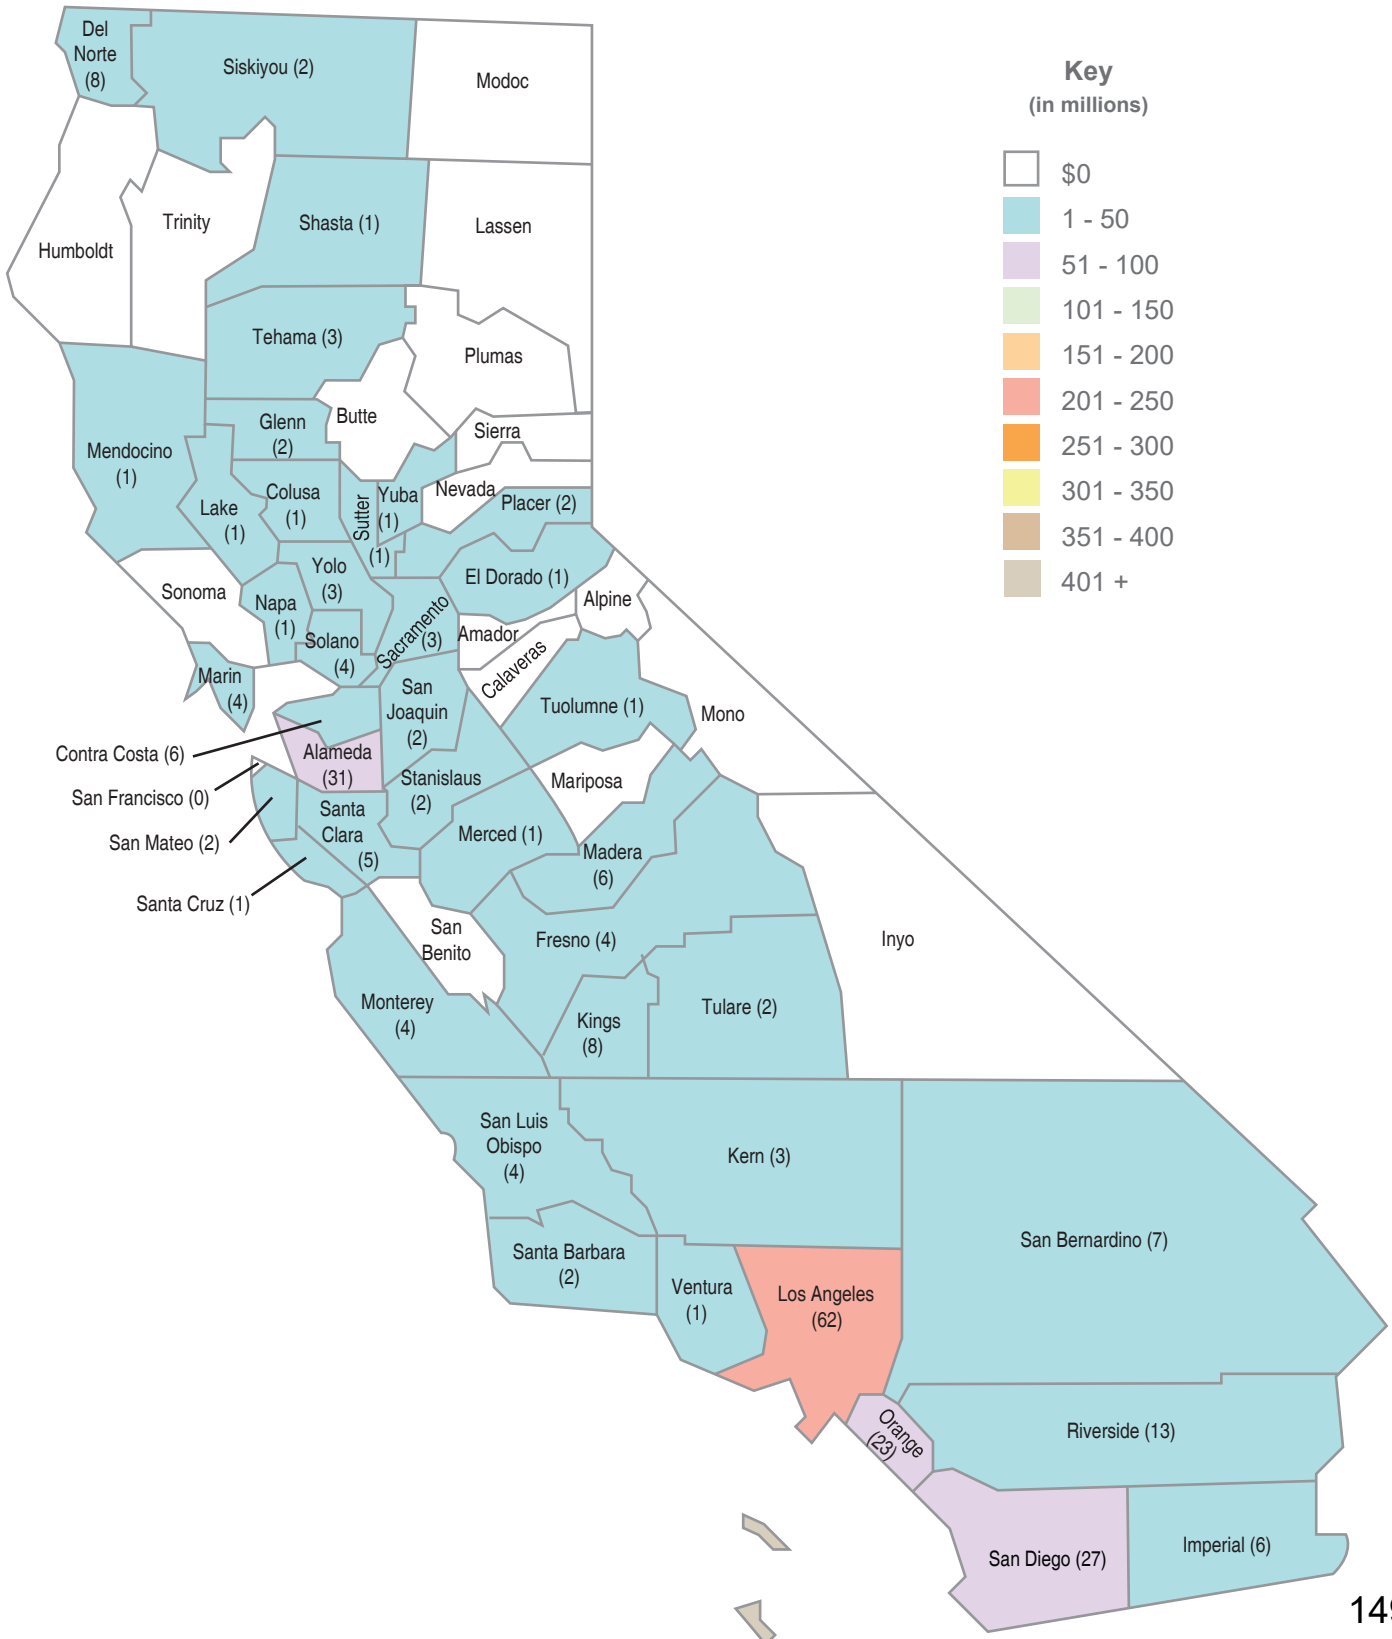 Key
(in millions)
$0
1 - 50
51 - 100
101 - 150
151 - 200
201 - 250
251 - 300
301 - 350
351 - 400
401 +
Del
Norte
(8)
Siskiyou (2)
Modoc
Humboldt
Trinity
Shasta (1)
Lassen
Tehama (3)
Plumas
Mendocino
(1)
Glenn
(2)
Butte
Sierra
Lake
(1)
Colusa
(1)
Sutter
(1)
Yuba
(1)
Nevada
Placer (2)
Sonoma
Napa
(1)
Yolo
(3)
El Dorado (1)
Alpine
Solano
(4)
Sacramento
(3)
Amador
Calaveras
Marin
(4)
San
Joaquin
(2)
Tuolumne (1)
Mono
Contra Costa (6)
Alameda
(31)
San Francisco (0)
Stanislaus
(2)
Mariposa
San Mateo (2)
Santa
Clara
(5)
Merced (1)
Madera
(6)
Santa Cruz (1)
San
Benito
Fresno (4)
Inyo
Monterey
(4)
Kings
(8)
Tulare (2)
San Luis
Obispo
(4)
Kern (3)
San Bernardino (7)
Santa Barbara
(2)
Ventura
(1)
Los Angeles
(62)
Orange
(23)
Riverside (13)
San Diego (27)
Imperial (6)
149